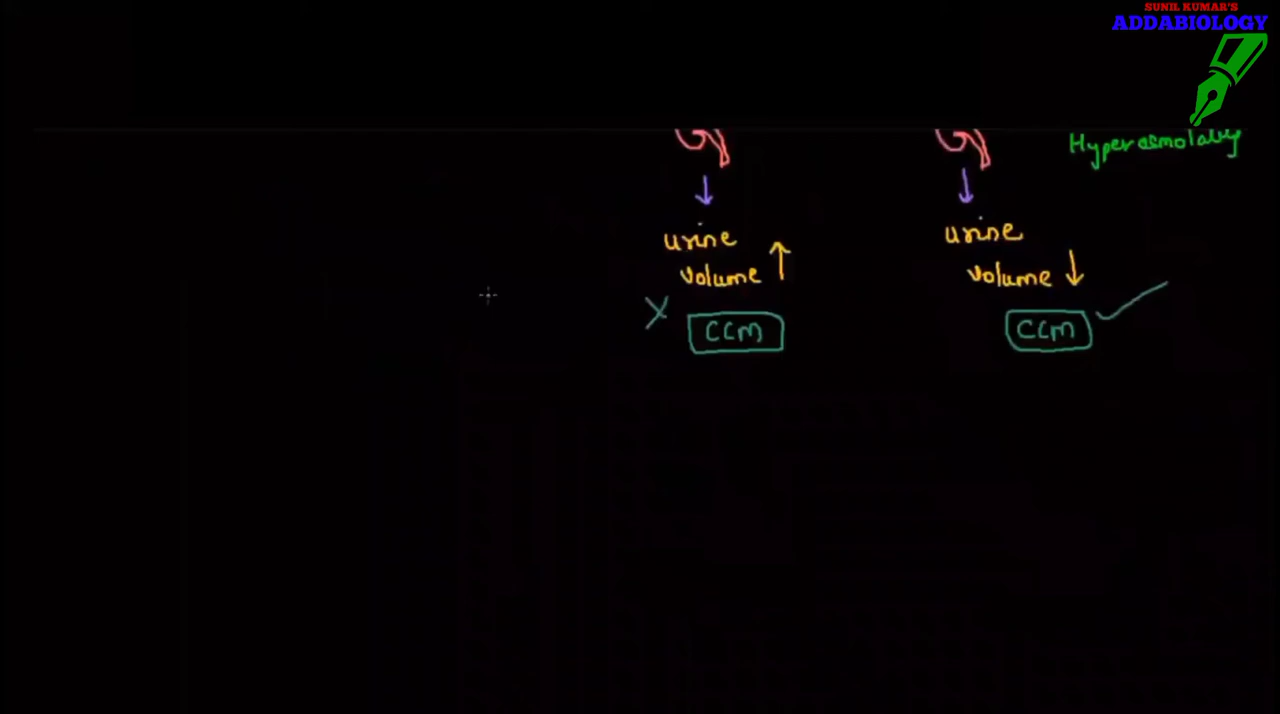 SUNIL KUMAR'S
ADDABIOLOGY
Hyperosmolality
urine
volume ↑
X CCM
urine
volume ↓
CCM ✓